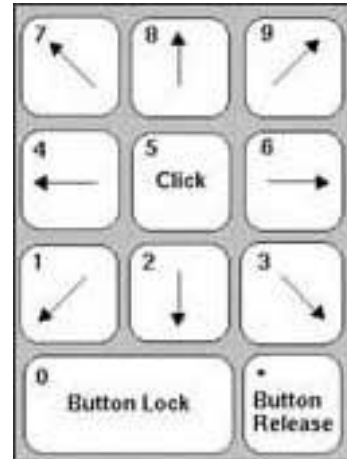 7 8 9
4 5 6
Click
1 2 3
0 .
Button Lock
Button
Release